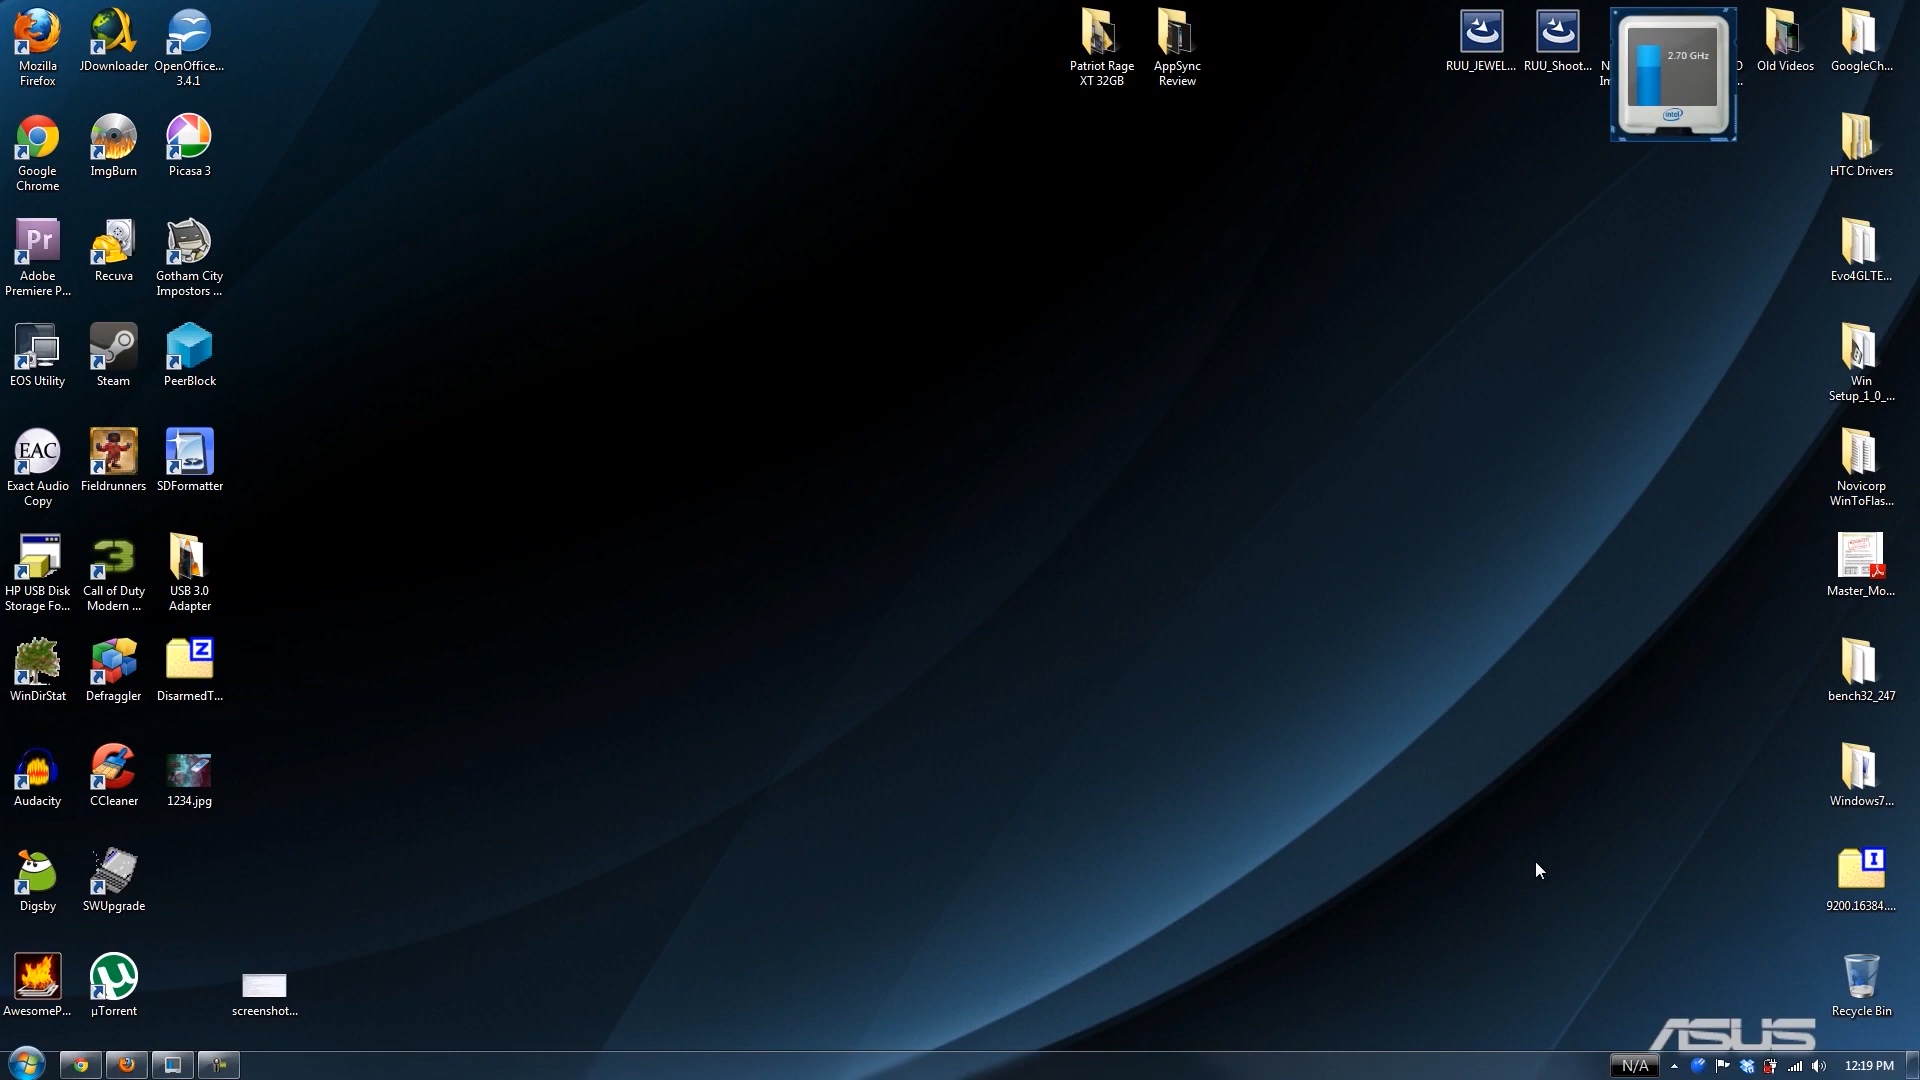 Mozilla
Firefox
JDownloader
OpenOffice...
3.4.1
Patriot Rage
XT 32GB
AppSync
Review
RUU_JEWEL...
RUU_Shoot...
2.70 GHz
intel
Old Videos
GoogleCh...
Google
Chrome
ImgBurn
Picasa 3
HTC Drivers
Pr
Adobe
Premiere P...
Recuva
Gotham City
Impostors ...
Evo4GLTE...
EOS Utility
Steam
PeerBlock
Win
Setup_1_0_...
EAC
Exact Audio
Copy
Fieldrunners
SD
SDFormatter
Novicorp
WinToFlas...
HP USB Disk
Storage Fo...
3
Call of Duty
Modern ...
USB 3.0
Adapter
Master_Mo...
WinDirStat
Defraggler
Z
DisarmedT...
bench32_247
Audacity
CCleaner
1234.jpg
Windows7...
Digsby
SWUpgrade
I
9200.16384....
AwesomeP...
µ
µTorrent
screenshot...
Recycle Bin
ASUS
N/A
12:19 PM